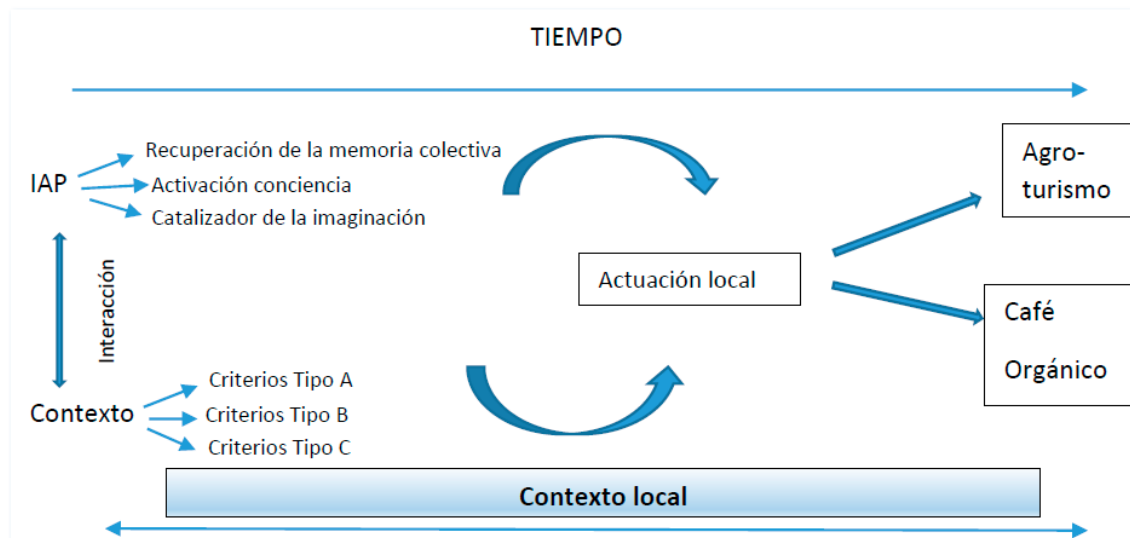 TIEMPO
Recuperación de la memoria colectiva
IAP
Activación conciencia
Catalizador de la imaginación
Agro-
turismo
Interacción
Actuación local
Café
Orgánico
Criterios Tipo A
Contexto
Criterios Tipo B
Criterios Tipo C
Contexto local